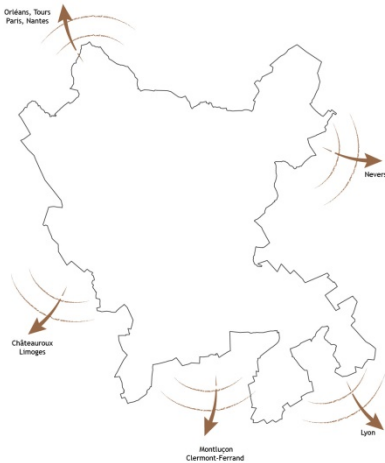 Orléans, Tours
Paris, Nantes
Nevers
Châteauroux
Limoges
Lyon
Montluçon
Clermont-Ferrand